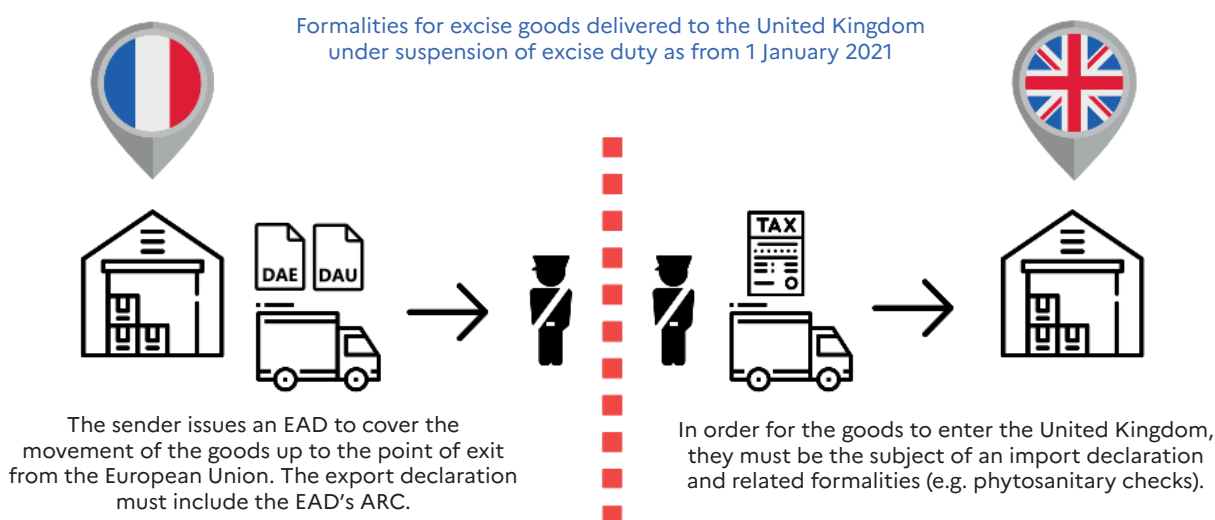 Formalities for excise goods delivered to the United Kingdom
under suspension of excise duty as from 1 January 2021
DAE
DAU
TAX
The sender issues an EAD to cover the
movement of the goods up to the point of exit
from the European Union. The export declaration
must include the EAD’s ARC.
In order for the goods to enter the United Kingdom,
they must be the subject of an import declaration
and related formalities (e.g. phytosanitary checks).